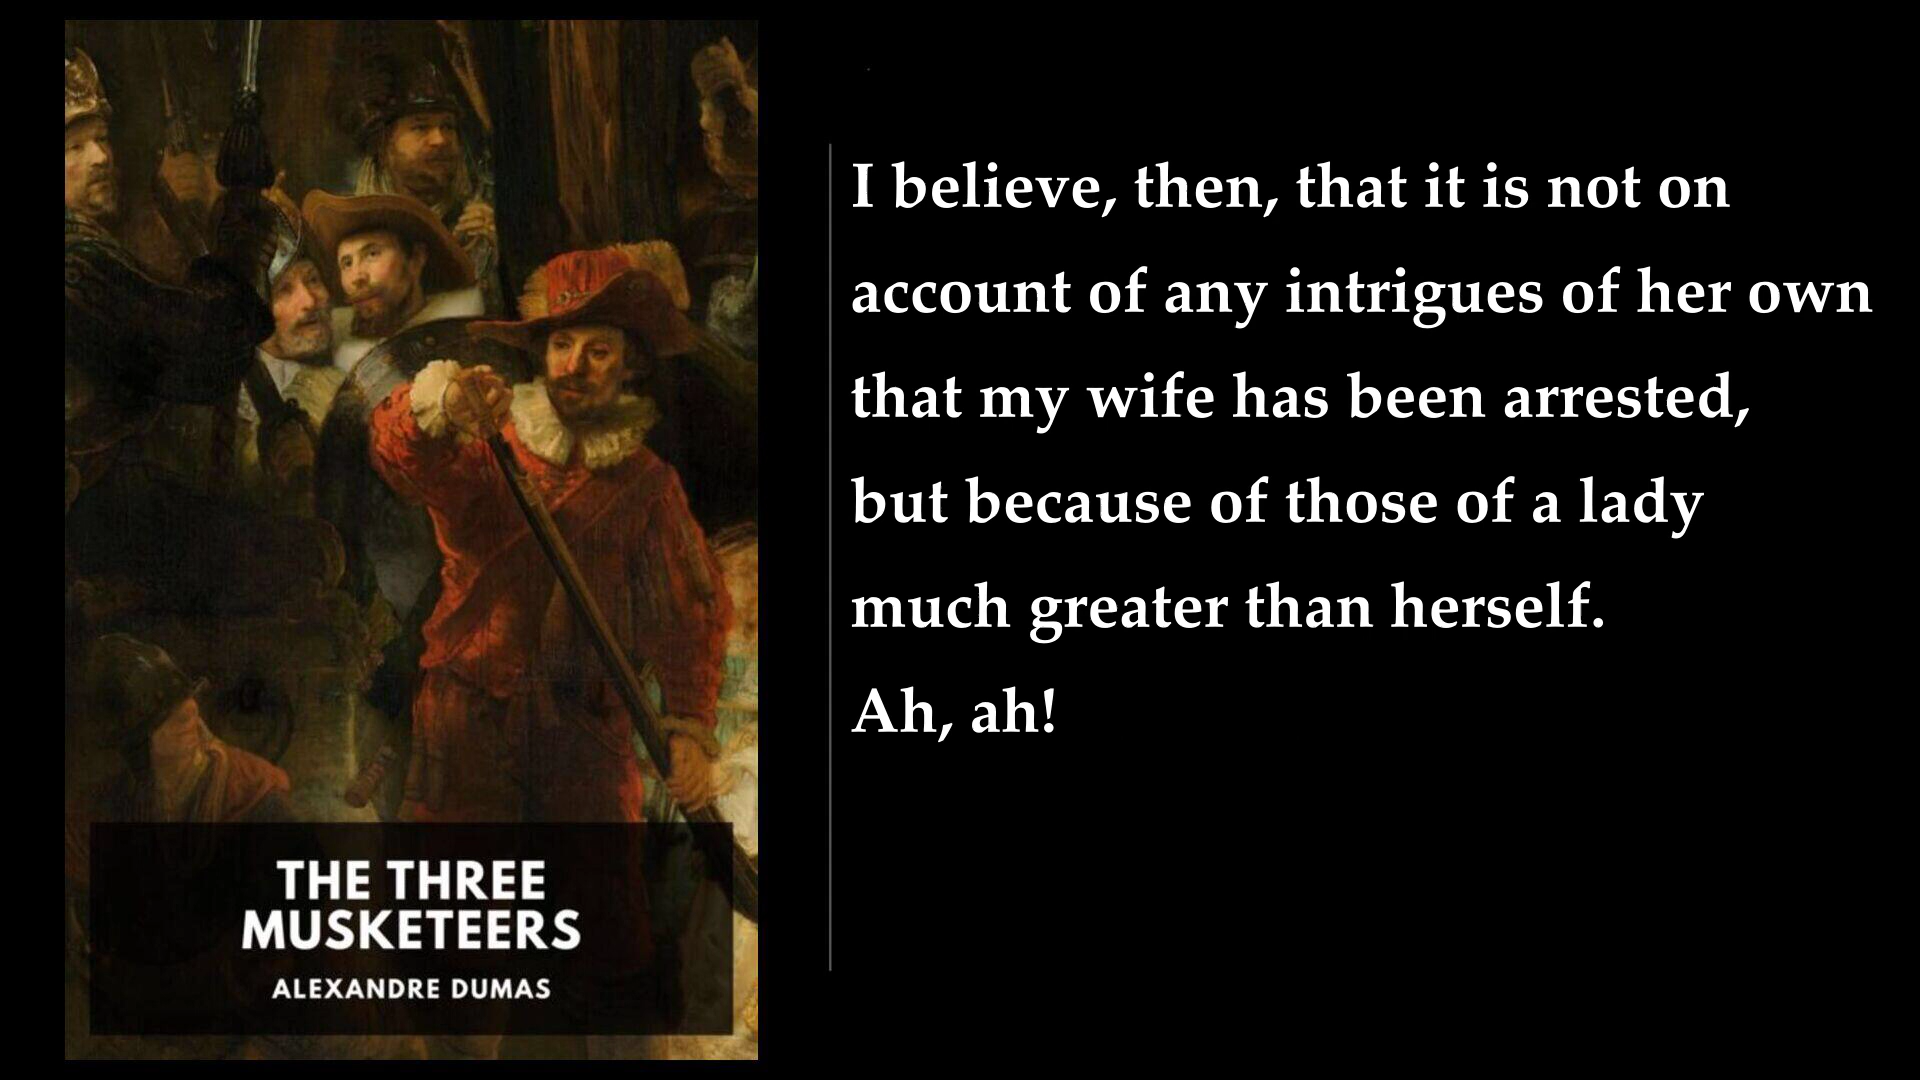 THE THREE
MUSKETEERS
ALEXANDRE DUMAS
I believe, then, that it is not on
account of any intrigues of her own
that my wife has been arrested,
but because of those of a lady
much greater than herself.
Ah, ah!